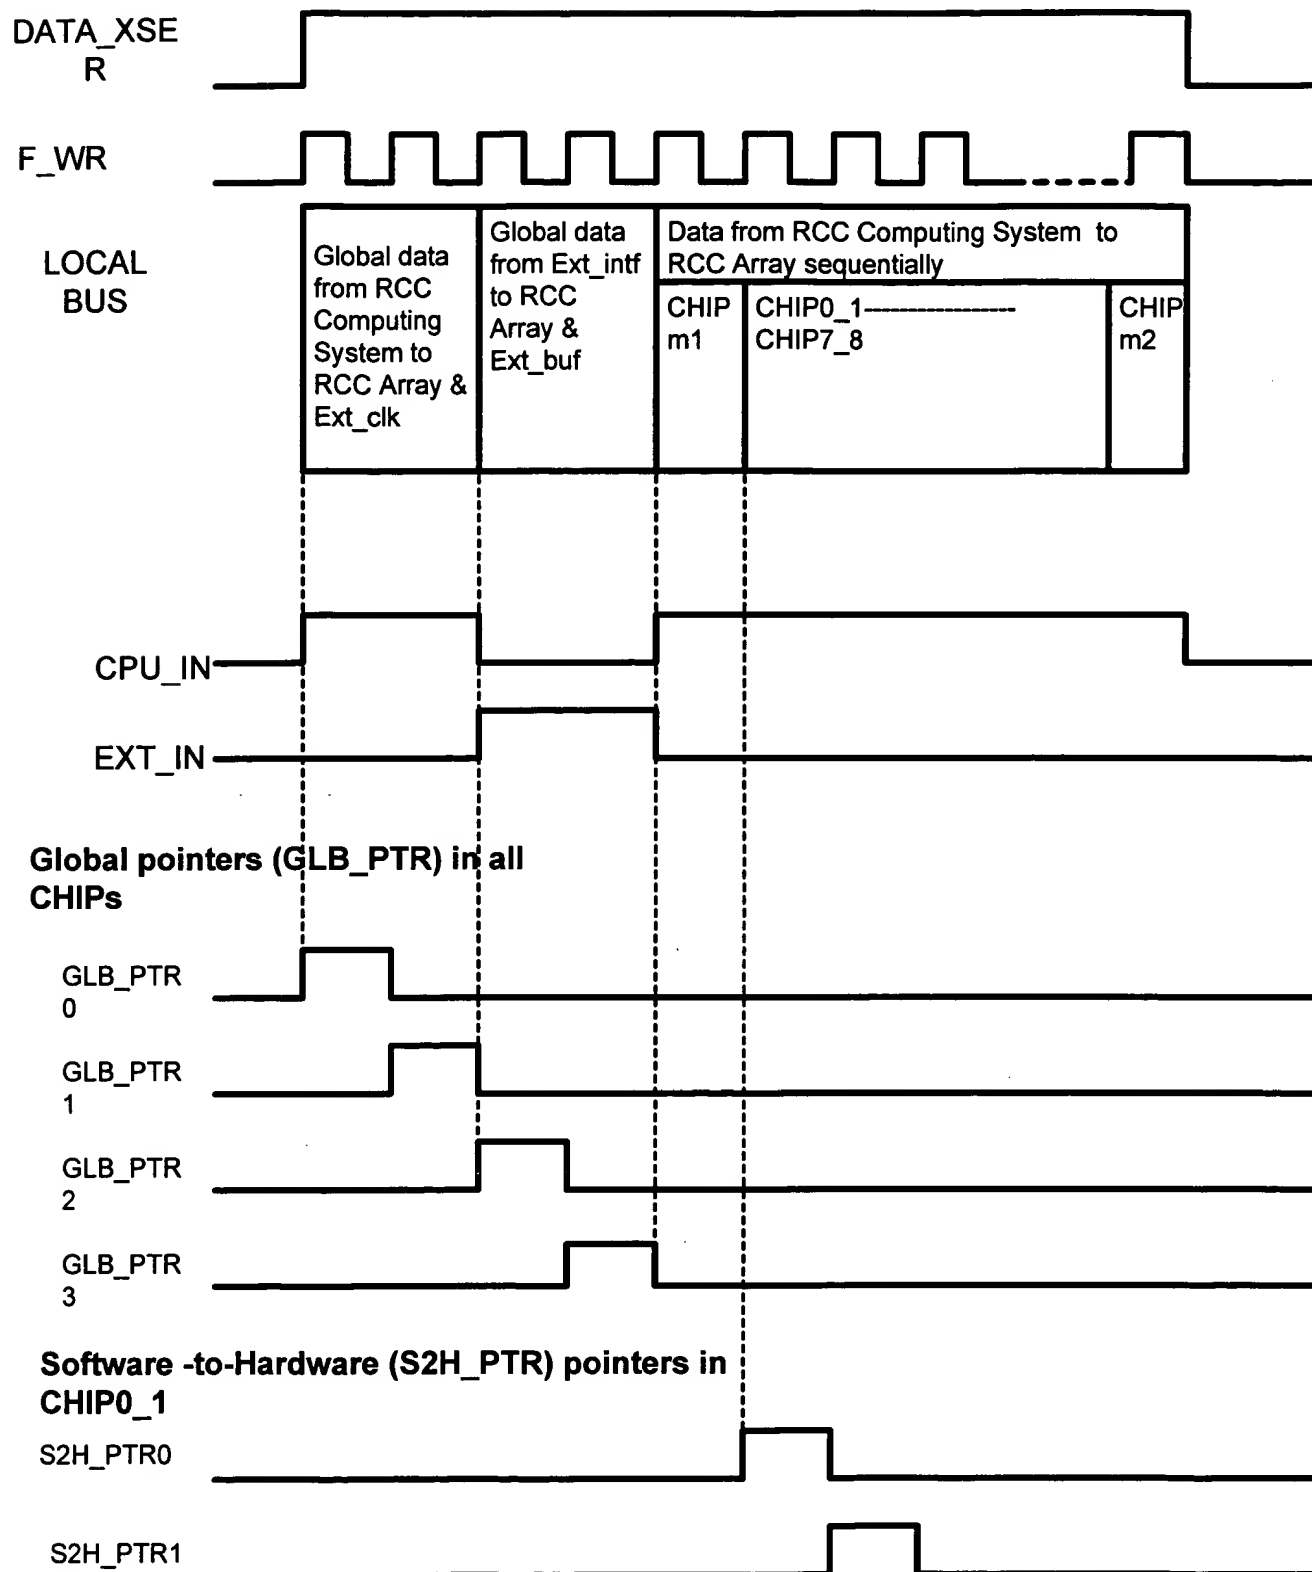 DATA_XSE
R
F_WR
LOCAL
BUS
Global data
from RCC
Computing
System to
RCC Array &
Ext_clk
Global data
from Ext_intf
to RCC
Array &
Ext_buf
Data from RCC Computing System to
RCC Array sequentially
CHIP
m1
CHIP0_1
CHIP7_8
CHIP
m2
CPU_IN
EXT_IN
Global pointers (GLB_PTR) in all
CHIPs
GLB_PTR
0
GLB_PTR
1
GLB_PTR
2
GLB_PTR
3
Software -to-Hardware (S2H_PTR) pointers in
CHIP0_1
S2H_PTR0
S2H_PTR1